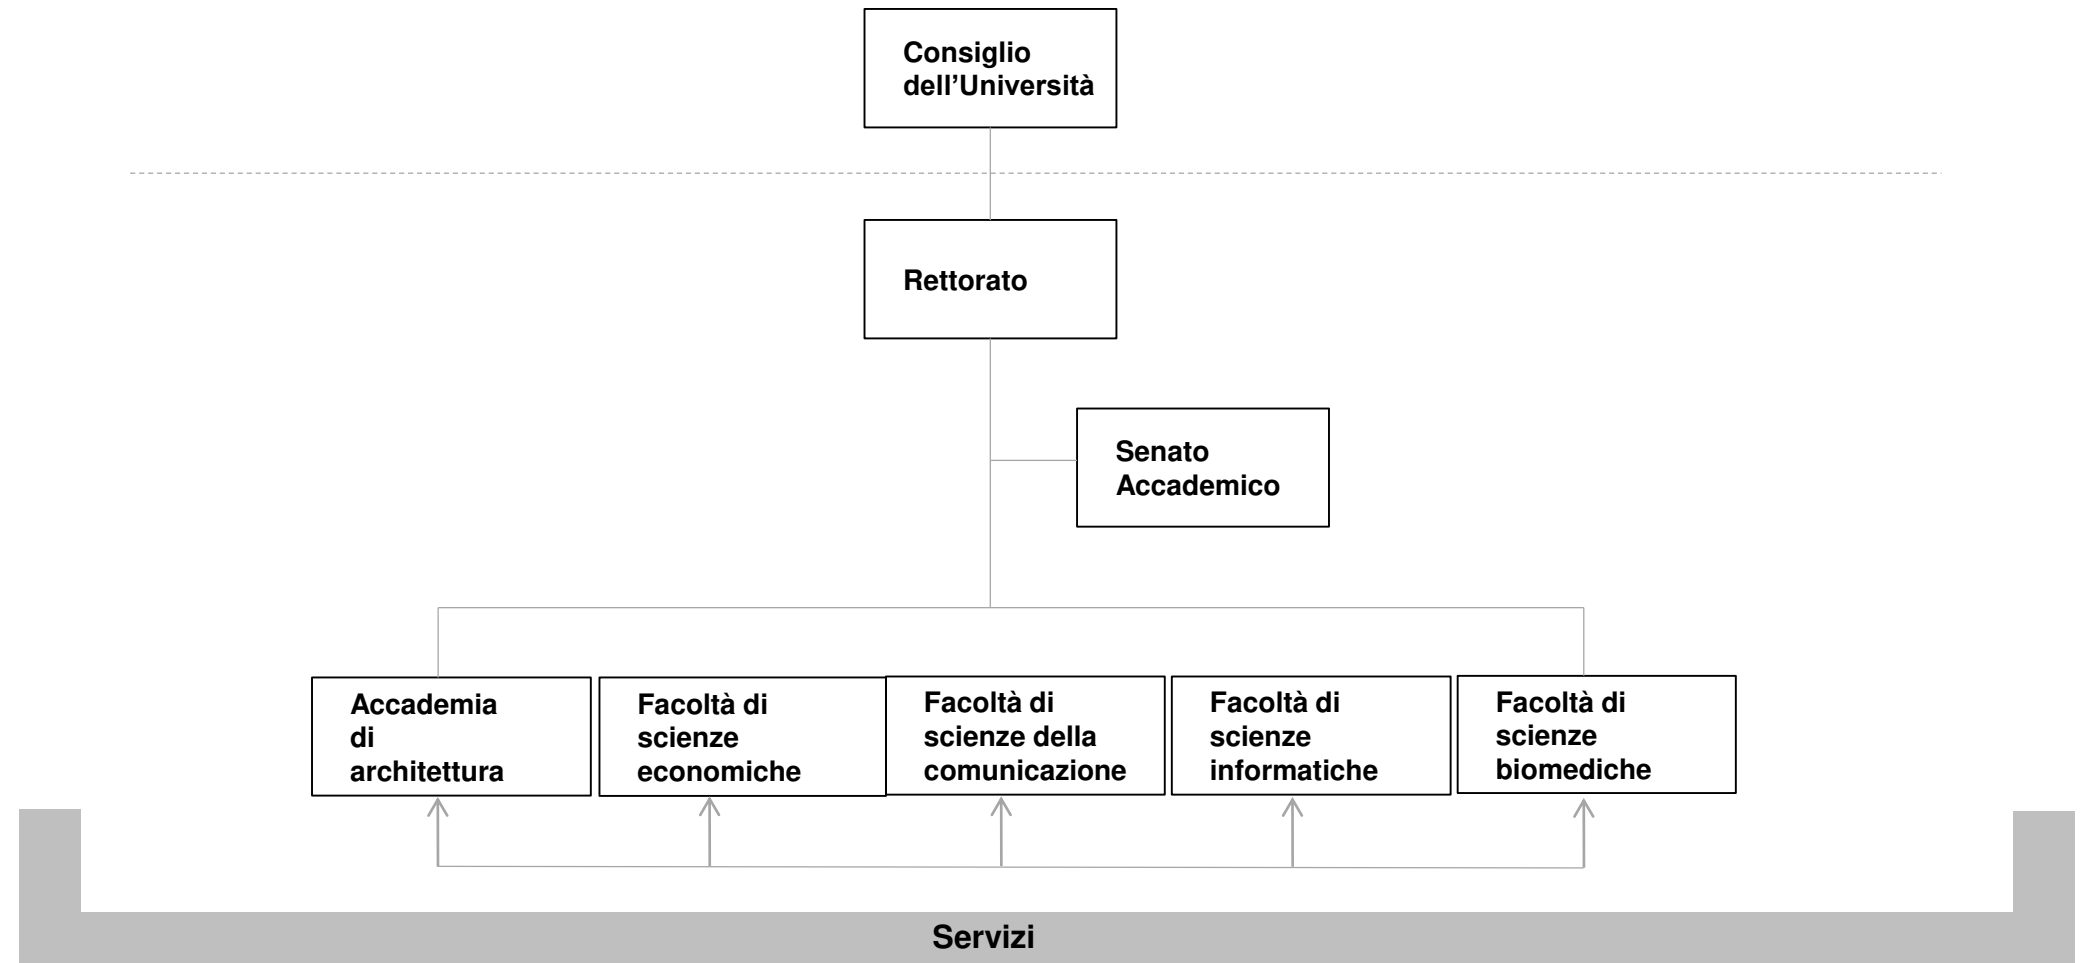 Consiglio
dell’Università
Rettorato
Senato
Accademico
Accademia
di
architettura
Facoltà di
scienze
economiche
Facoltà di
scienze della
comunicazione
Facoltà di
scienze
informatiche
Facoltà di
scienze
biomediche
Servizi